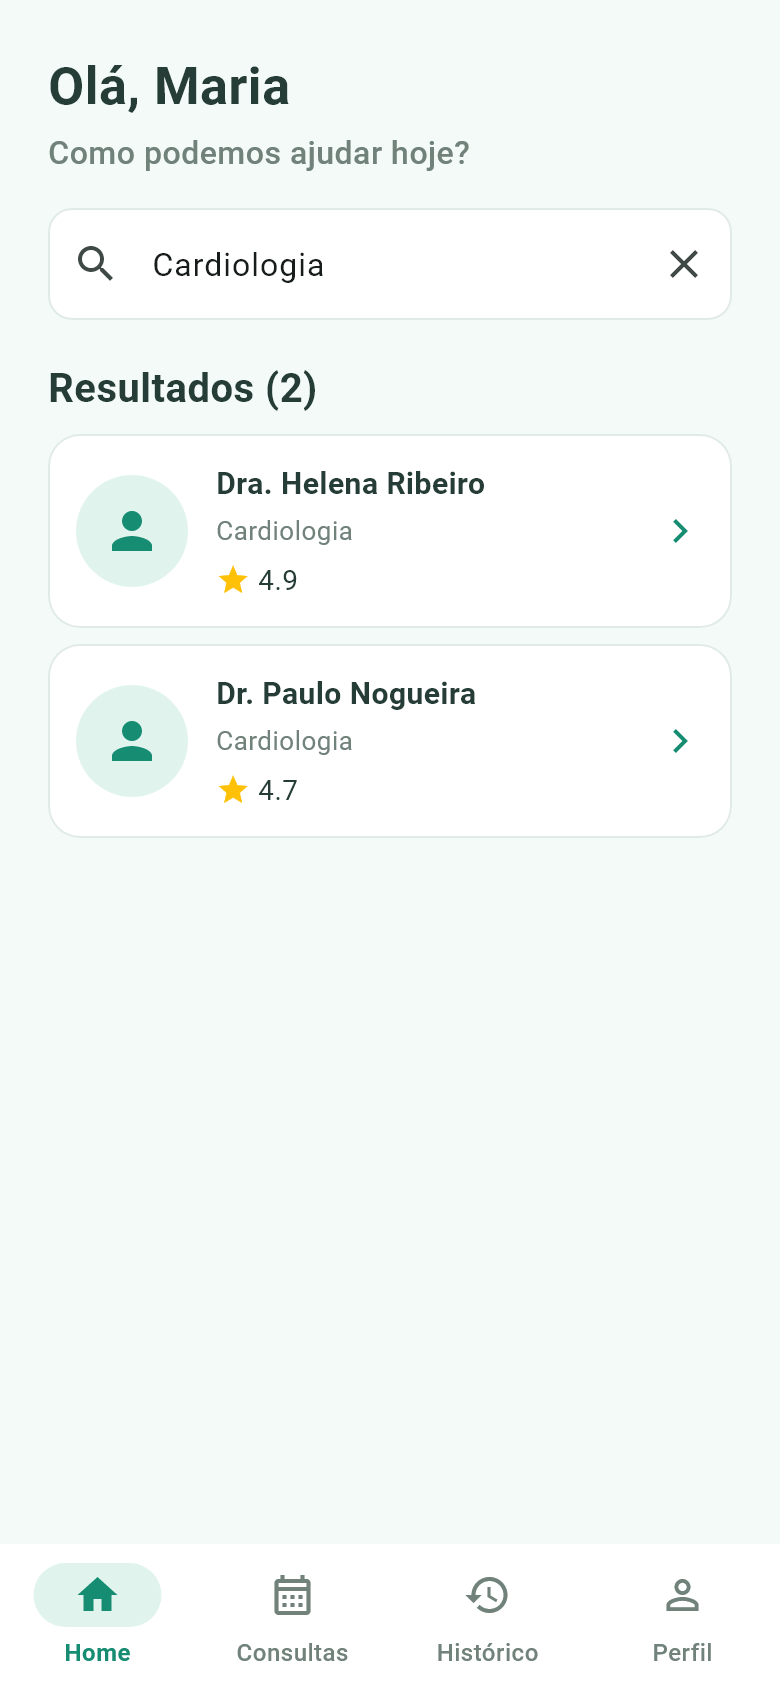 Olá, Maria
Como podemos ajudar hoje?
Cardiologia
Resultados (2)
Dra. Helena Ribeiro
Cardiologia
4.9
Dr. Paulo Nogueira
Cardiologia
4.7
Home
Consultas
Histórico
Perfil